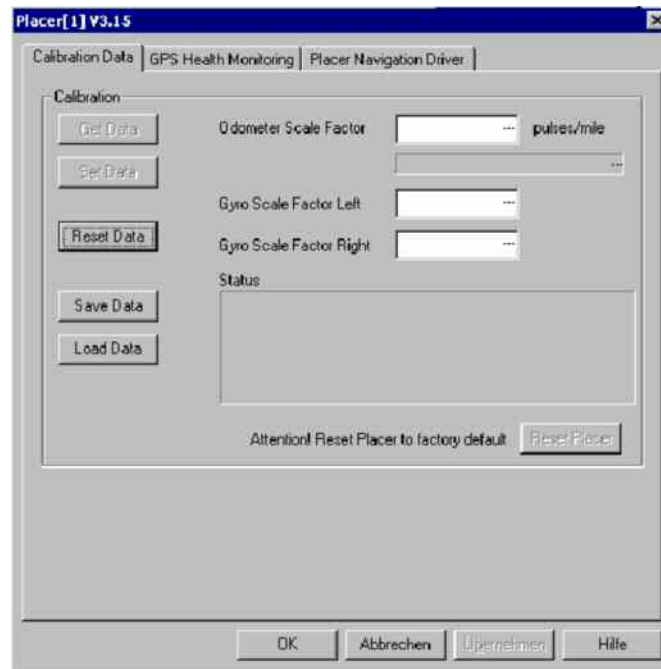 Placer[1] V3.15
Calibration Data GPS Health Monitoring Placer Navigation Driver
Calibration
Get Data
Odometer Scale Factor --- pulses/mile
Set Data
---
Gyro Scale Factor Left ---
Reset Data
Gyro Scale Factor Right ---
Status
Save Data
Load Data
Attention! Reset Placer to factory default Reset Placer
OK Abbrechen Übernehmen Hilfe